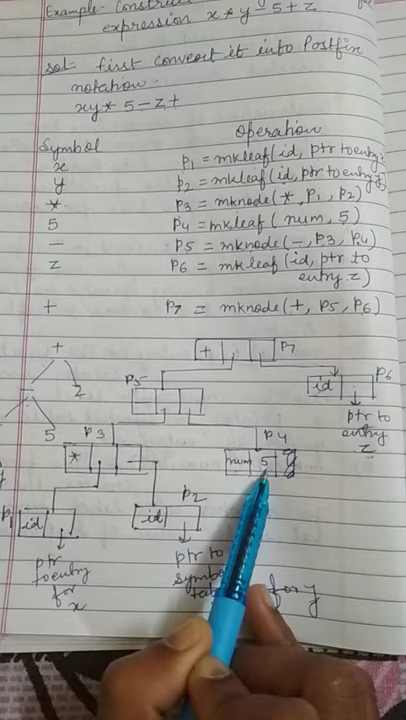 Example- Construct
expression x * y - 5 + z
sol- first convert it into Postfix
notation.
xy* 5 - z +
Symbol Operation
x P1 = mkleaf(id, ptr to entry x
y P2 = mkleaf(id, ptr to entry y)
* P3 = mknode(*, P1, P2)
5 P4 = mkleaf(num, 5)
- P5 = mknode(-, P3, P4)
z P6 = mkleaf(id, ptr to
entry z)
+ P7 = mknode(+, P5, P6)
+ + P7
- z P5 - id P6
5 ptr to
entry
z
P3 P4
* num 5
P1 id id P2
ptr ptr to
to entry symbol
for for y
x